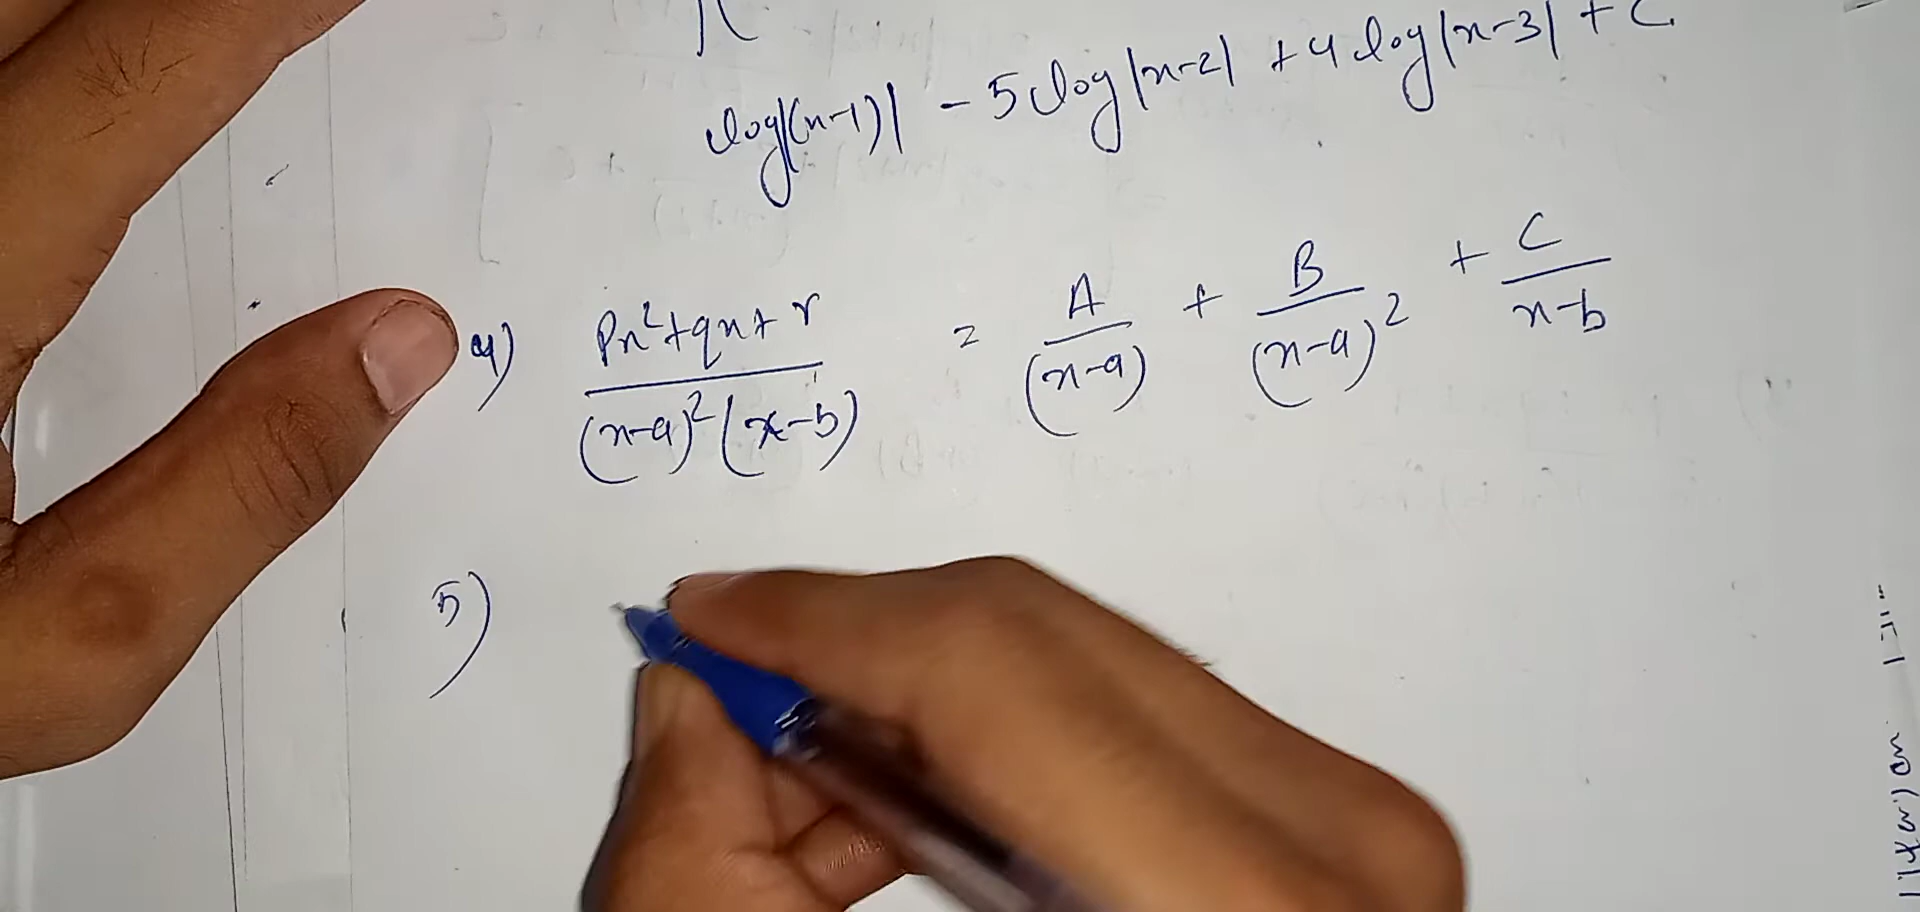 log|(x-1)| - 5 log|x-2| + 4 log|x-3| + C
4) Px²+qx+r / (x-a)²(x-b) = A/(x-a) + B/(x-a)² + C/x-b
5)